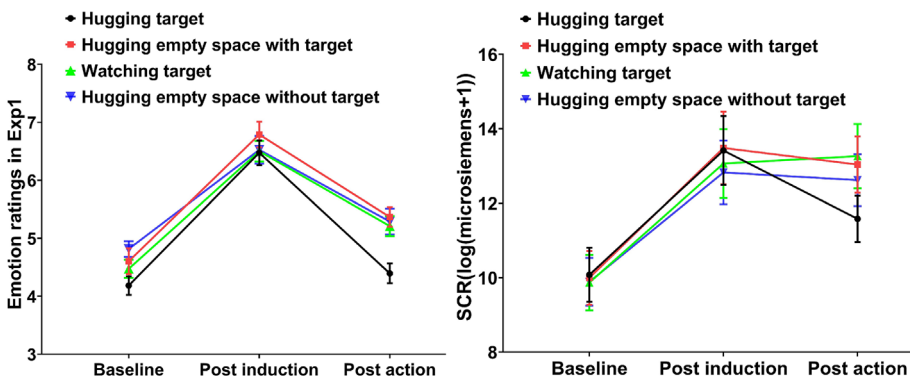 Hugging target
Hugging empty space with target
Watching target
Hugging empty space without target
Emotion ratings in Exp1
8
7
6
5
4
3
Baseline
Post induction
Post action
Hugging target
Hugging empty space with target
Watching target
Hugging empty space without target
SCR(log(microsiemens+1))
16
14
12
10
8
Baseline
Post induction
Post action